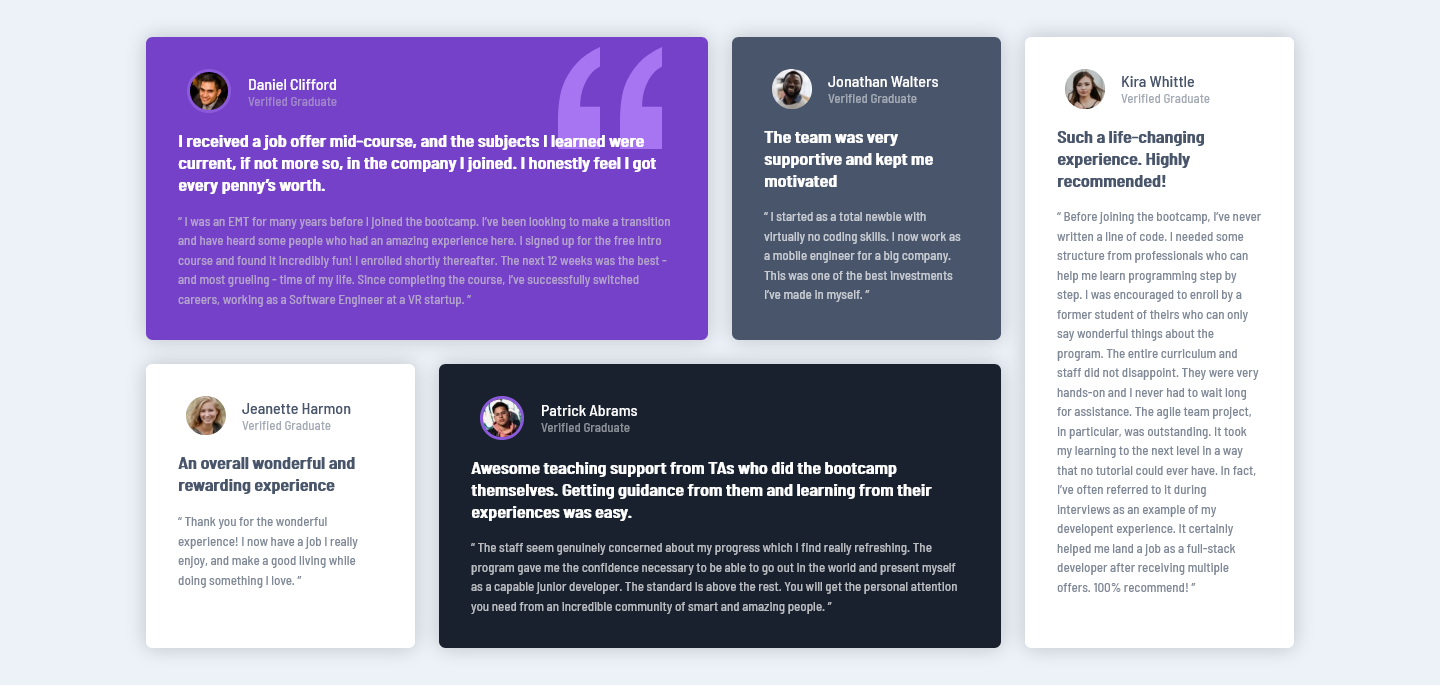 Daniel Clifford
Verified Graduate
I received a job offer mid-course, and the subjects I learned were
current, if not more so, in the company I joined. I honestly feel I got
every penny’s worth.
“ I was an EMT for many years before I joined the bootcamp. I’ve been looking to make a transition
and have heard some people who had an amazing experience here. I signed up for the free intro
course and found it incredibly fun! I enrolled shortly thereafter. The next 12 weeks was the best -
and most grueling - time of my life. Since completing the course, I’ve successfully switched
careers, working as a Software Engineer at a VR startup. ”
Jonathan Walters
Verified Graduate
The team was very
supportive and kept me
motivated
“ I started as a total newbie with
virtually no coding skills. I now work as
a mobile engineer for a big company.
This was one of the best investments
I’ve made in myself. ”
Kira Whittle
Verified Graduate
Such a life-changing
experience. Highly
recommended!
“ Before joining the bootcamp, I’ve never
written a line of code. I needed some
structure from professionals who can
help me learn programming step by
step. I was encouraged to enroll by a
former student of theirs who can only
say wonderful things about the
program. The entire curriculum and
staff did not disappoint. They were very
hands-on and I never had to wait long
for assistance. The agile team project,
in particular, was outstanding. It took
my learning to the next level in a way
that no tutorial could ever have. In fact,
I’ve often referred to it during
interviews as an example of my
developent experience. It certainly
helped me land a job as a full-stack
developer after receiving multiple
offers. 100% recommend! ”
Jeanette Harmon
Verified Graduate
An overall wonderful and
rewarding experience
“ Thank you for the wonderful
experience! I now have a job I really
enjoy, and make a good living while
doing something I love. ”
Patrick Abrams
Verified Graduate
Awesome teaching support from TAs who did the bootcamp
themselves. Getting guidance from them and learning from their
experiences was easy.
“ The staff seem genuinely concerned about my progress which I find really refreshing. The
program gave me the confidence necessary to be able to go out in the world and present myself
as a capable junior developer. The standard is above the rest. You will get the personal attention
you need from an incredible community of smart and amazing people. ”